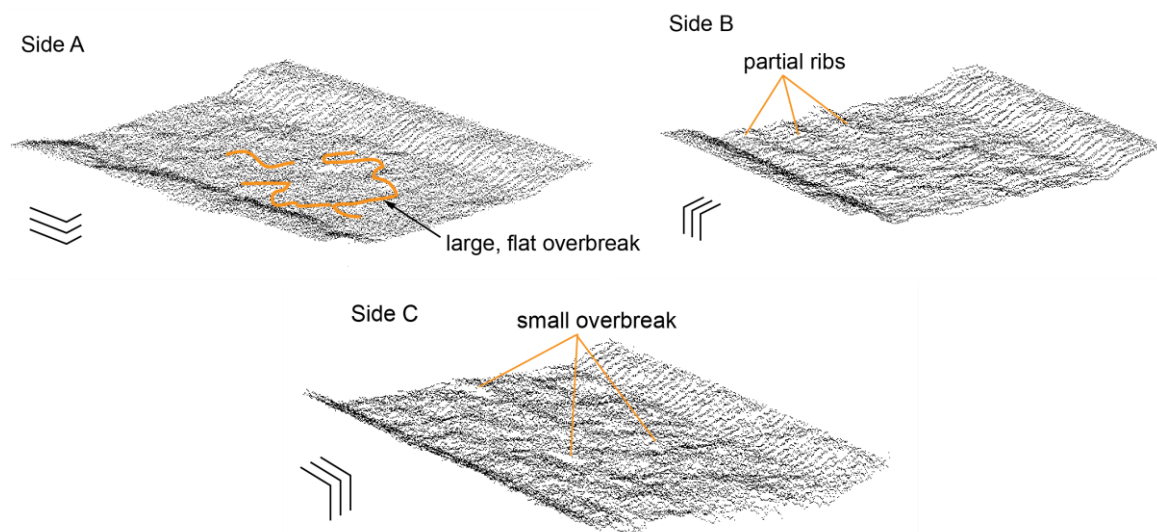 Side A
Side B
partial ribs
large, flat overbreak
Side C
small overbreak